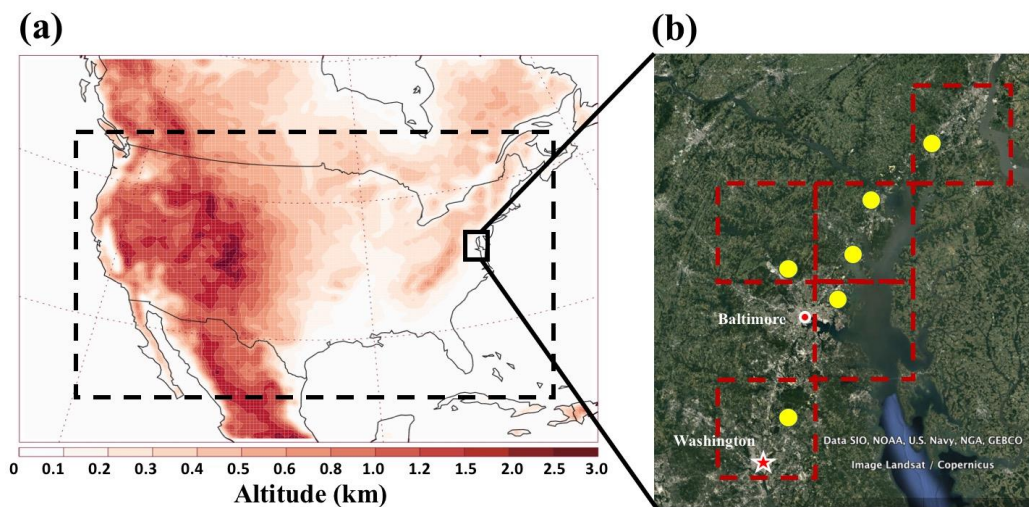 (a)
(b)
Baltimore
Washington
Data SIO, NOAA, U.S. Navy, NGA, GEBCO
Image Landsat / Copernicus
0 0.1 0.2 0.3 0.4 0.5 0.6 0.8 1.0 1.2 1.5 2.0 2.5 3.0
Altitude (km)